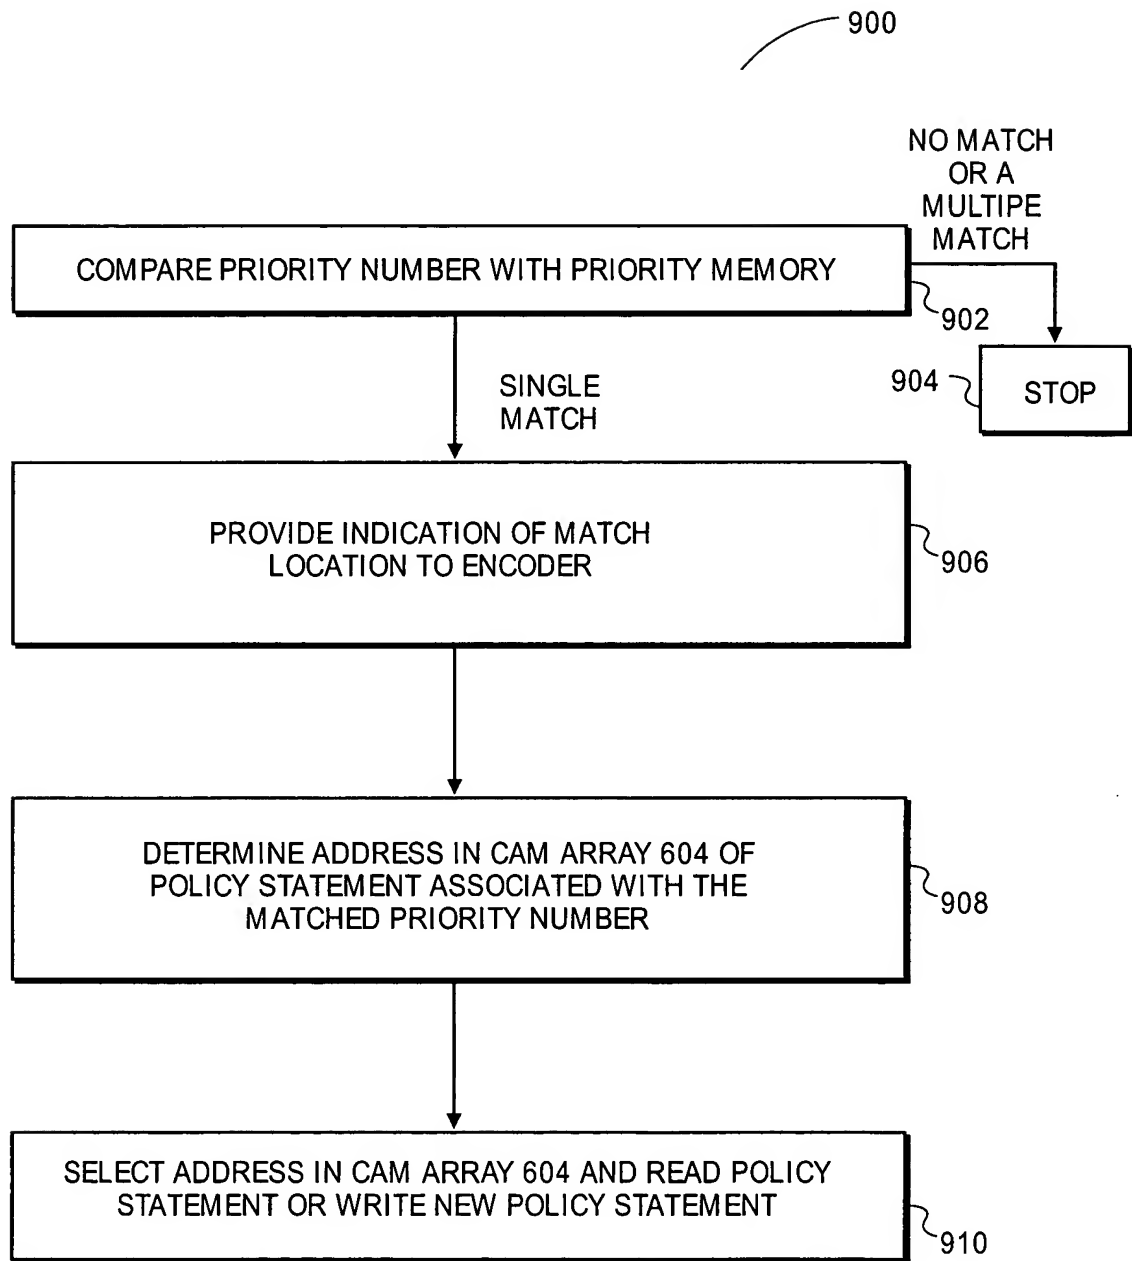 900
NO MATCH
OR A
MULTIPE
MATCH
COMPARE PRIORITY NUMBER WITH PRIORITY MEMORY
902
904
STOP
SINGLE
MATCH
PROVIDE INDICATION OF MATCH
LOCATION TO ENCODER
906
DETERMINE ADDRESS IN CAM ARRAY 604 OF
POLICY STATEMENT ASSOCIATED WITH THE
MATCHED PRIORITY NUMBER
908
SELECT ADDRESS IN CAM ARRAY 604 AND READ POLICY
STATEMENT OR WRITE NEW POLICY STATEMENT
910